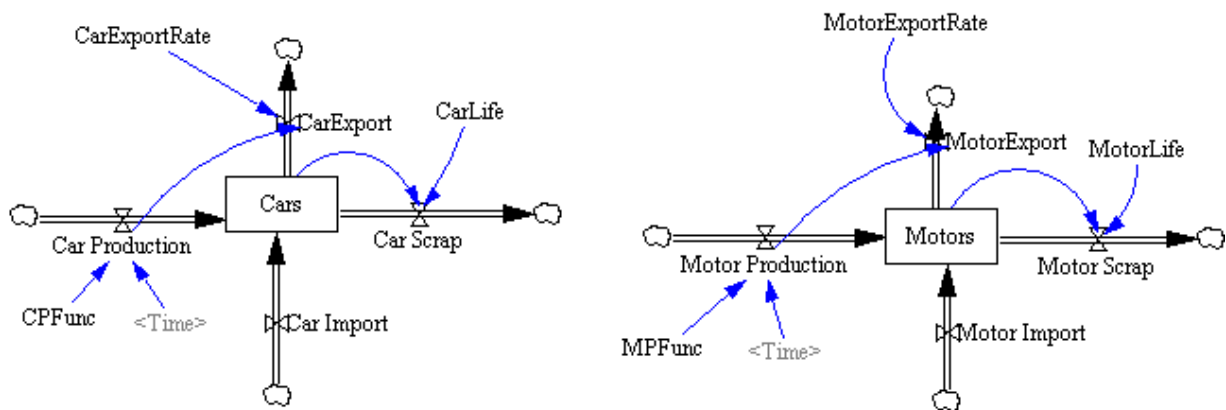 CarExportRate
CarExport
CarLife
Cars
Car Production
Car Scrap
CPFunc
<Time>
Car Import
MotorExportRate
MotorExport
MotorLife
Motors
Motor Production
Motor Scrap
MPFunc
<Time>
Motor Import